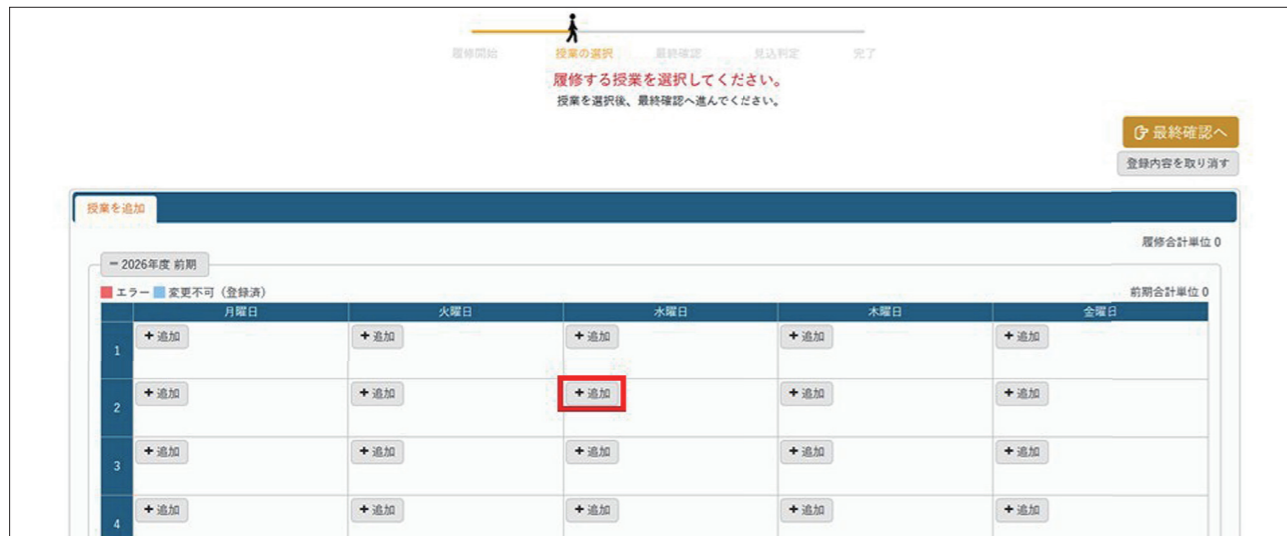 履修開始 授業の選択 最終確認 見込判定 完了
履修する授業を選択してください。
授業を選択後、最終確認へ進んでください。
最終確認へ
登録内容を取り消す
授業を追加
履修合計単位 0
2026年度 前期
エラー 変更不可（登録済） 前期合計単位 0
月曜日 火曜日 水曜日 木曜日 金曜日
1 +追加 +追加 +追加 +追加 +追加
2 +追加 +追加 +追加 +追加 +追加
3 +追加 +追加 +追加 +追加 +追加
4 +追加 +追加 +追加 +追加 +追加